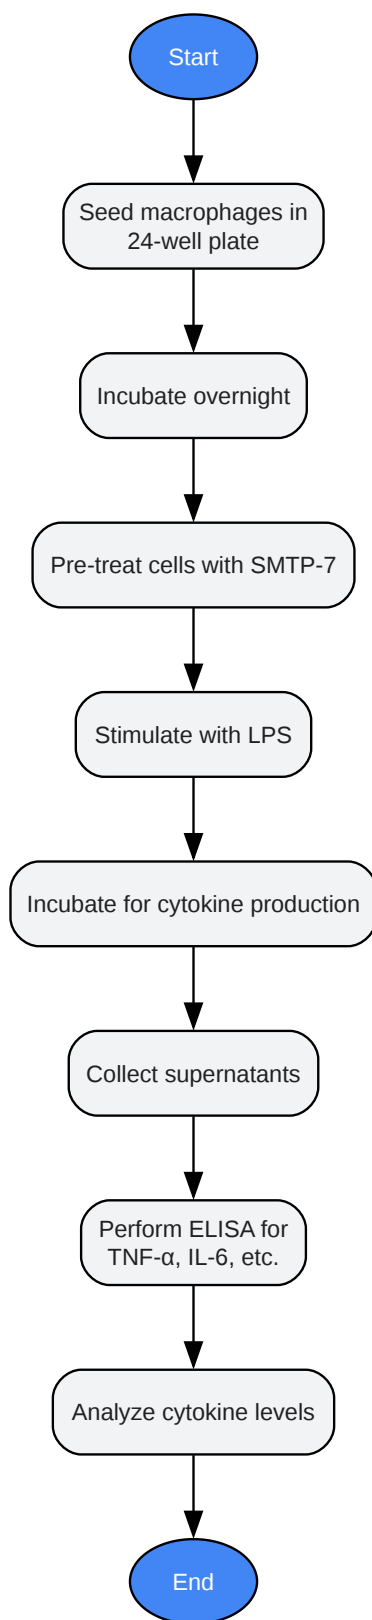 Start
Seed macrophages in
24-well plate
Incubate overnight
Pre-treat cells with SMTP-7
Stimulate with LPS
Incubate for cytokine production
Collect supernatants
Perform ELISA for
TNF-α, IL-6, etc.
Analyze cytokine levels
End